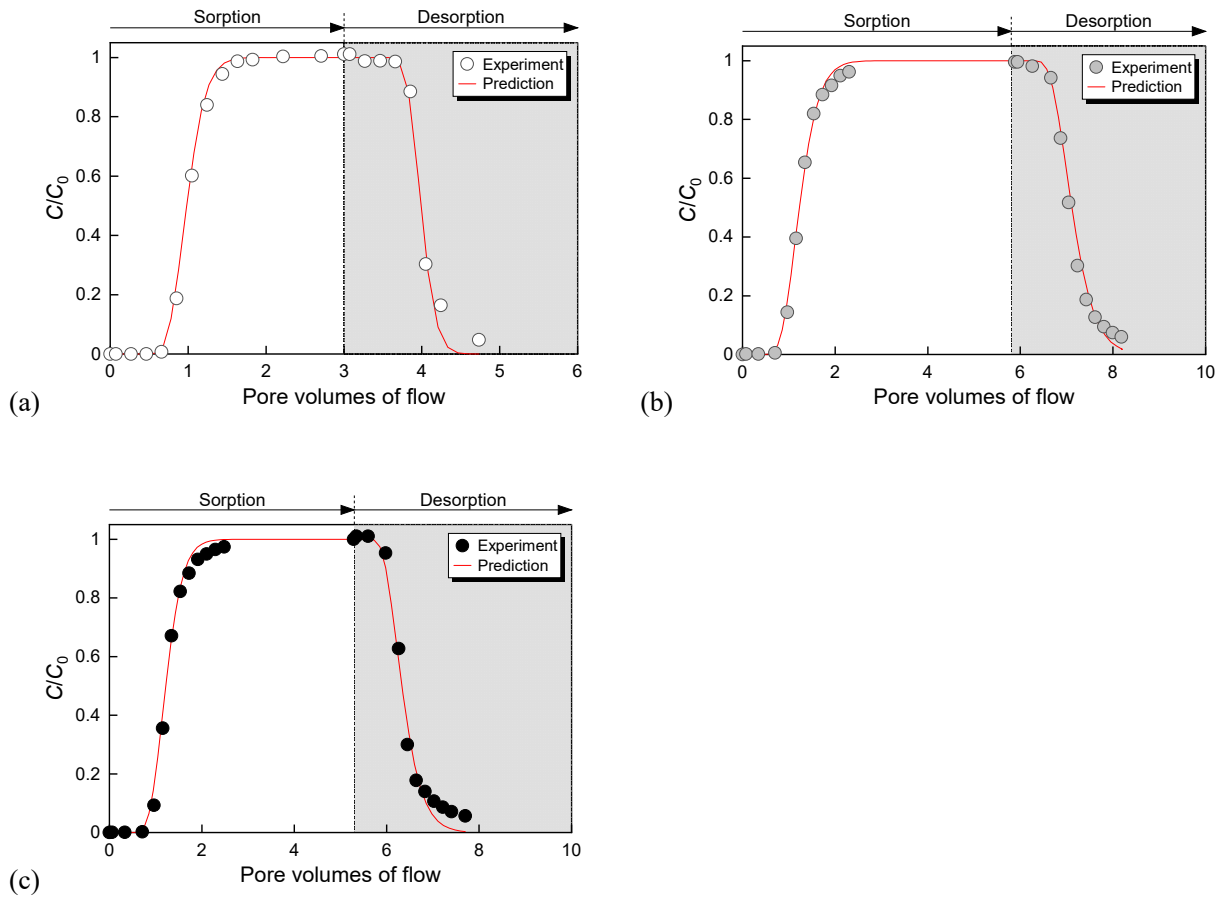 Sorption Desorption
1
0.8
0.6
0.4
0.2
0
C/C0
Experiment
Prediction
0 1 2 3 4 5 6
Pore volumes of flow
(a)
Sorption Desorption
1
0.8
0.6
0.4
0.2
0
C/C0
Experiment
Prediction
0 2 4 6 8 10
Pore volumes of flow
(b)
Sorption Desorption
1
0.8
0.6
0.4
0.2
0
C/C0
Experiment
Prediction
0 2 4 6 8 10
Pore volumes of flow
(c)